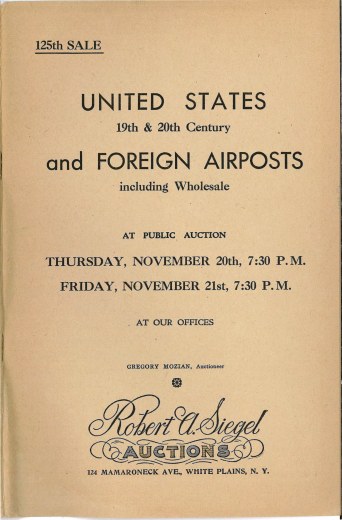 125th SALE
UNITED STATES
19th & 20th Century
and FOREIGN AIRPOSTS
including Wholesale
AT PUBLIC AUCTION
THURSDAY, NOVEMBER 20th, 7:30 P.M.
FRIDAY, NOVEMBER 21st, 7:30 P.M.
AT OUR OFFICES
GREGORY MOZIAN, Auctioneer
Robert A. Siegel
AUCTIONS
124 MAMARONECK AVE., WHITE PLAINS, N. Y.